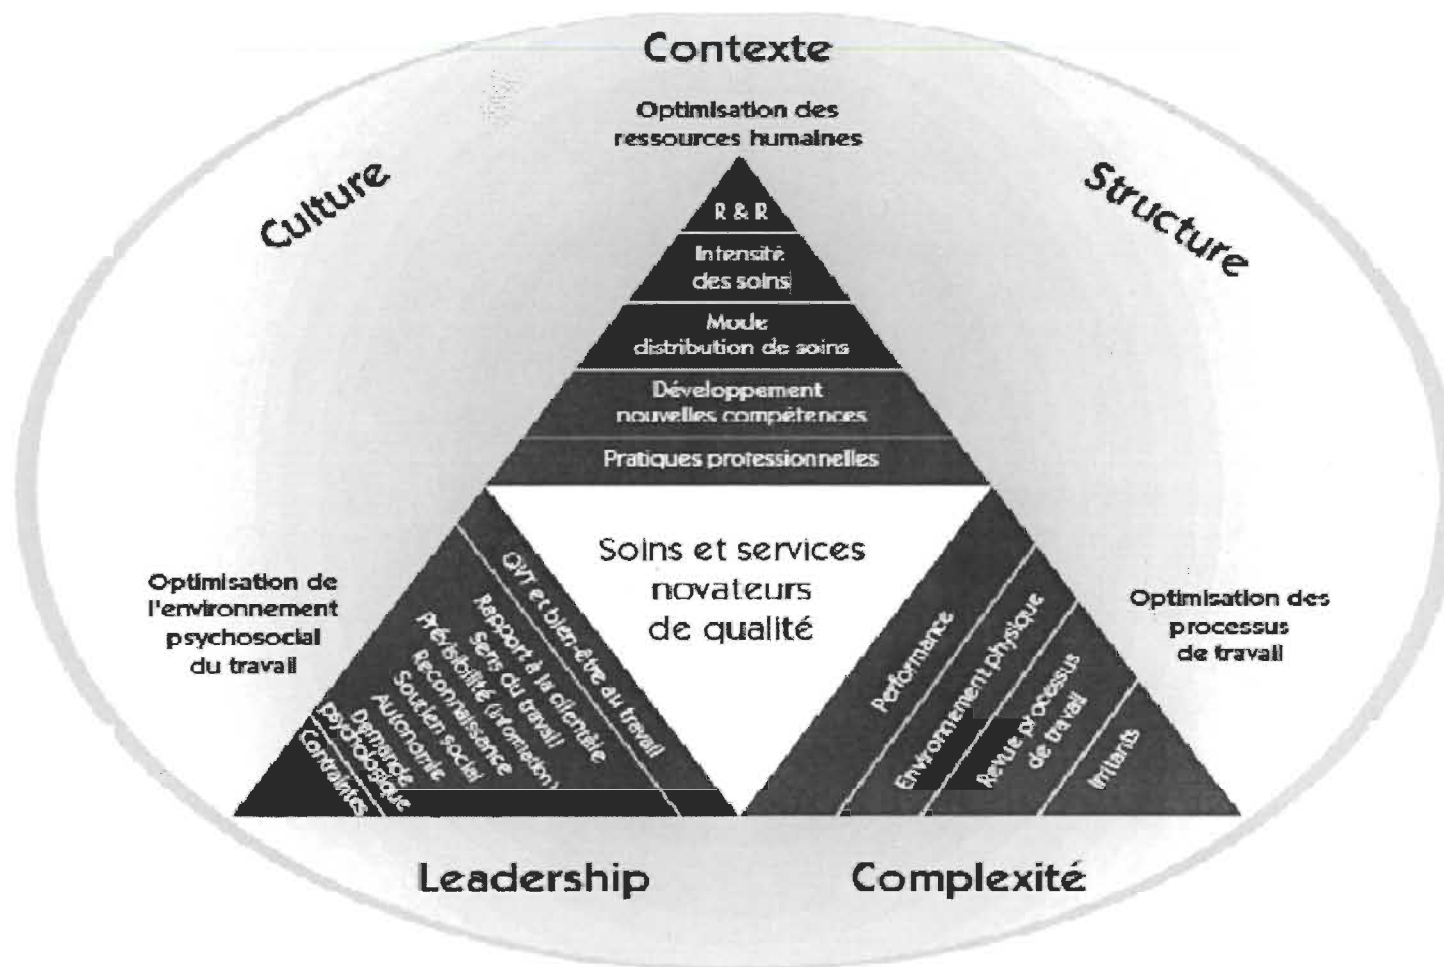 Contexte
Optimisation des
ressources humaines
Culture
Structure
R & R
Intensité
des soins
Mode
distribution de soins
Développement
nouvelles compétences
Pratiques professionnelles
Soins et services
novateurs
de qualité
Optimisation de
l'environnement
psychosocial
du travail
QVT et bien-être au travail
Rapport à la clientèle
Sens du travail
Prévisibilité (information)
Reconnaissance
Soutien social
Autonomie
Demande
psychologique
Contraintes
Performance
Environnement physique
Revue processus
de travail
Irritants
Optimisation des
processus
de travail
Leadership
Complexité